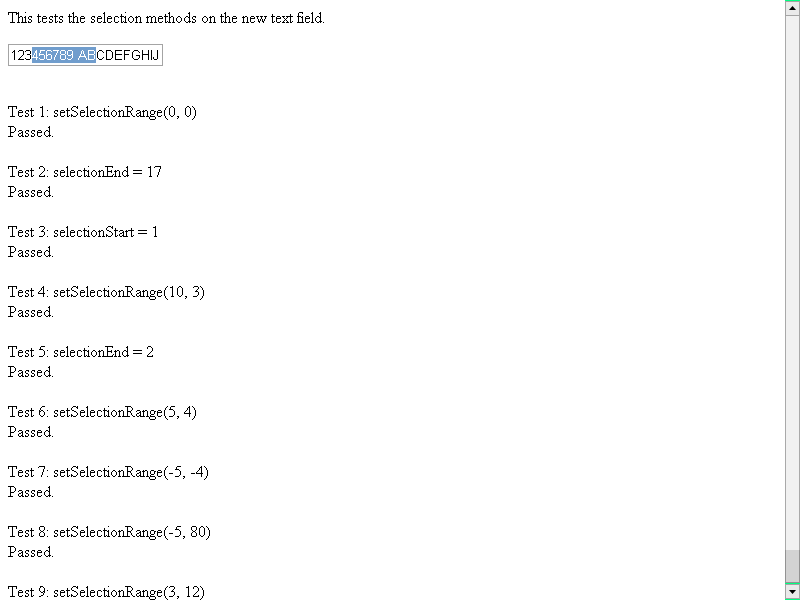 This tests the selection methods on the new text field.
123456789 ABCDEFGHIJ
Test 1: setSelectionRange(0, 0)
Passed.
Test 2: selectionEnd = 17
Passed.
Test 3: selectionStart = 1
Passed.
Test 4: setSelectionRange(10, 3)
Passed.
Test 5: selectionEnd = 2
Passed.
Test 6: setSelectionRange(5, 4)
Passed.
Test 7: setSelectionRange(-5, -4)
Passed.
Test 8: setSelectionRange(-5, 80)
Passed.
Test 9: setSelectionRange(3, 12)